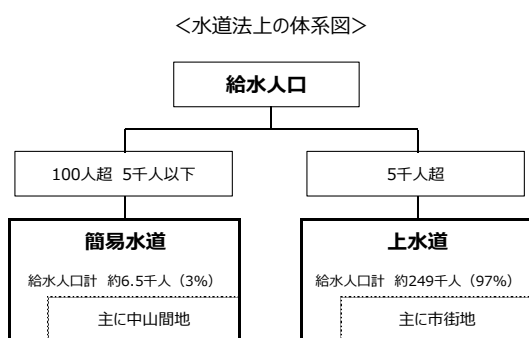 ＜水道法上の体系図＞
給水人口
100人超 5千人以下
5千人超
簡易水道
給水人口計 約6.5千人（3%）
主に中山間地
上水道
給水人口計 約249千人（97%）
主に市街地